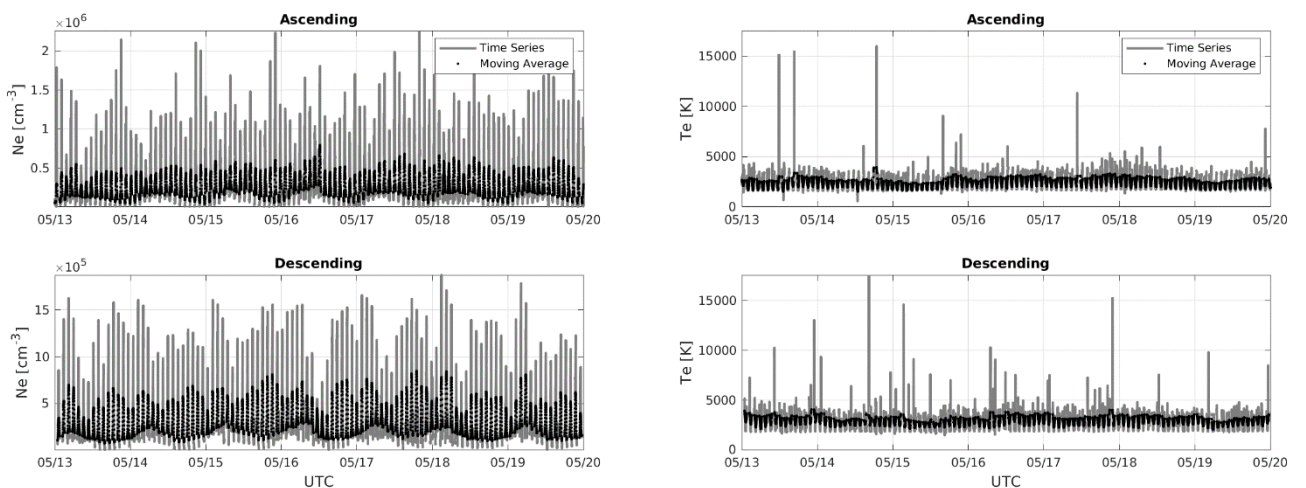 Ascending
×10⁶
Ne [cm⁻³]
2
1.5
1
0.5
Time Series
Moving Average
05/13 05/14 05/15 05/16 05/17 05/18 05/19 05/20
Ascending
Te [K]
15000
10000
5000
0
Time Series
Moving Average
05/13 05/14 05/15 05/16 05/17 05/18 05/19 05/20
Descending
×10⁵
Ne [cm⁻³]
15
10
5
05/13 05/14 05/15 05/16 05/17 05/18 05/19 05/20
UTC
Descending
Te [K]
15000
10000
5000
0
05/13 05/14 05/15 05/16 05/17 05/18 05/19 05/20
UTC